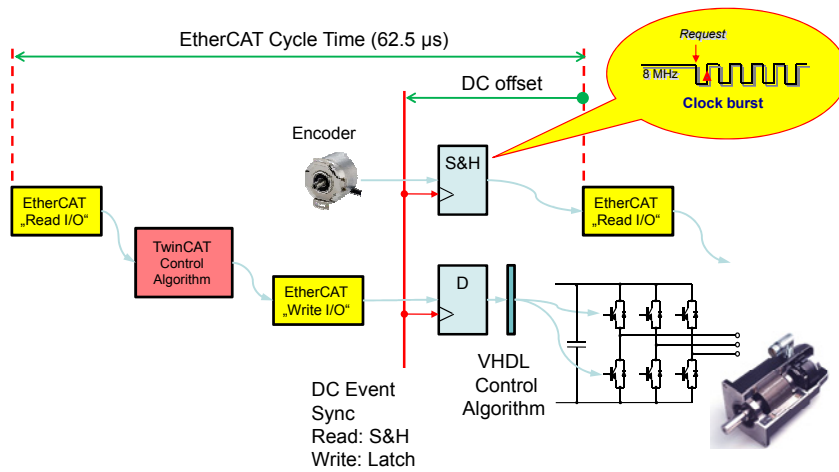 EtherCAT Cycle Time (62.5 µs)
Request
8 MHz
Clock burst
DC offset
Encoder
S&H
EtherCAT
„Read I/O“
TwinCAT
Control
Algorithm
EtherCAT
„Write I/O“
EtherCAT
„Read I/O“
D
VHDL
Control
Algorithm
DC Event
Sync
Read: S&H
Write: Latch